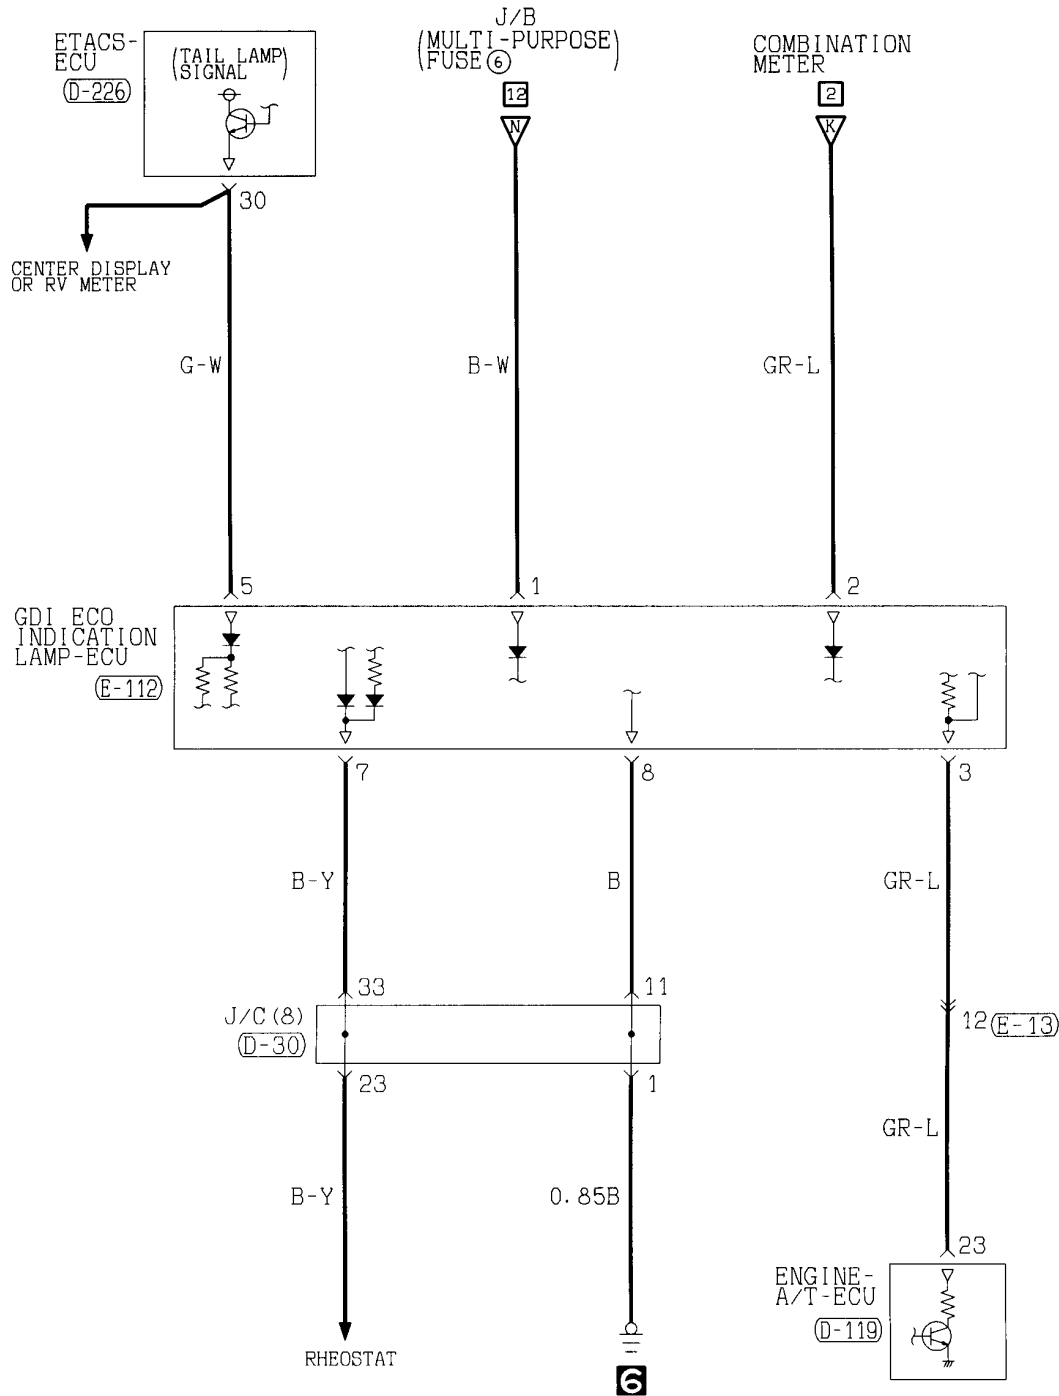 J/B
(MULTI-PURPOSE)
(FUSE⑥)
ETACS-
ECU
D-226
(TAIL LAMP)
(SIGNAL)
COMBINATION
METER
12
2
N
K
30
CENTER DISPLAY
OR RV METER
G-W
B-W
GR-L
5
1
2
GDI ECO
INDICATION
LAMP-ECU
E-112
7
8
3
B-Y
B
GR-L
33
11
J/C(8)
D-30
12
E-13
23
1
GR-L
B-Y
0.85B
23
ENGINE-
A/T-ECU
D-119
RHEOSTAT
6